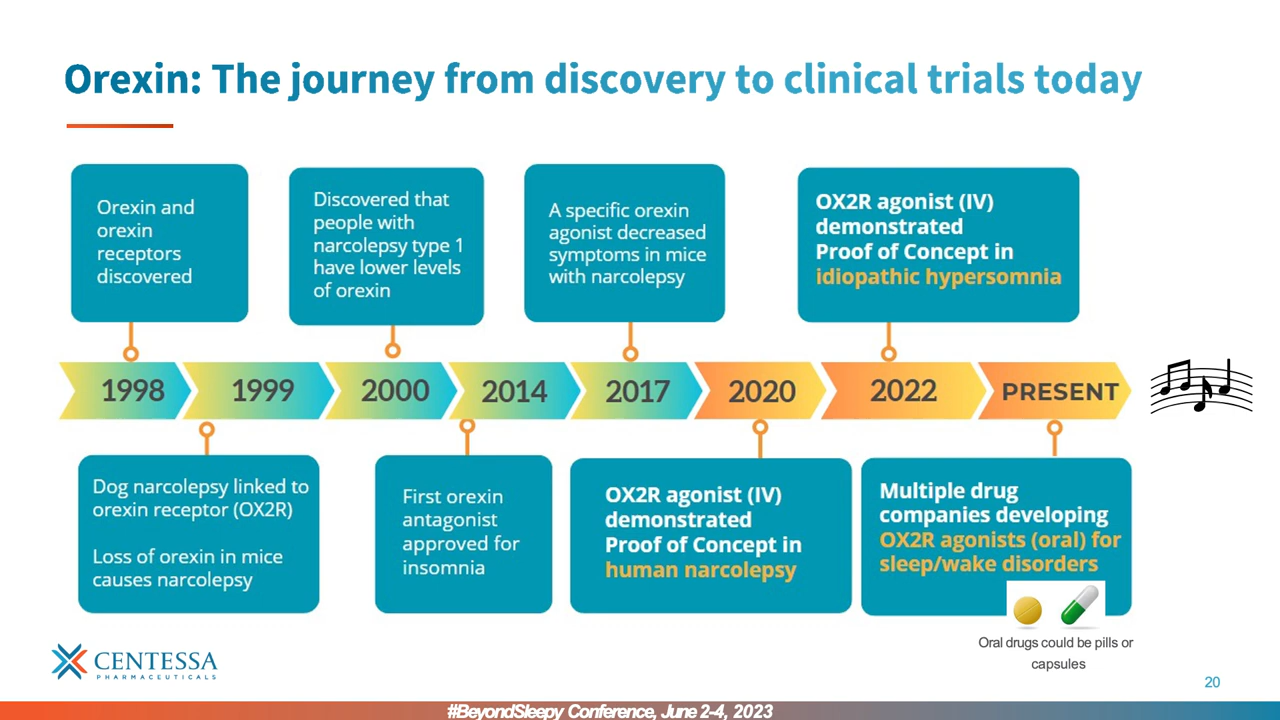 Orexin: The journey from discovery to clinical trials today
Orexin and
orexin
receptors
discovered
Discovered that
people with
narcolepsy type 1
have lower levels
of orexin
A specific orexin
agonist decreased
symptoms in mice
with narcolepsy
OX2R agonist (IV)
demonstrated
Proof of Concept in
idiopathic hypersomnia
1998
1999
2000
2014
2017
2020
2022
PRESENT
Dog narcolepsy linked to
orexin receptor (OX2R)
Loss of orexin in mice
causes narcolepsy
First orexin
antagonist
approved for
insomnia
OX2R agonist (IV)
demonstrated
Proof of Concept in
human narcolepsy
Multiple drug
companies developing
OX2R agonists (oral) for
sleep/wake disorders
Oral drugs could be pills or
capsules
CENTESSA
PHARMACEUTICALS
20
#BeyondSleepy Conference, June 2-4, 2023